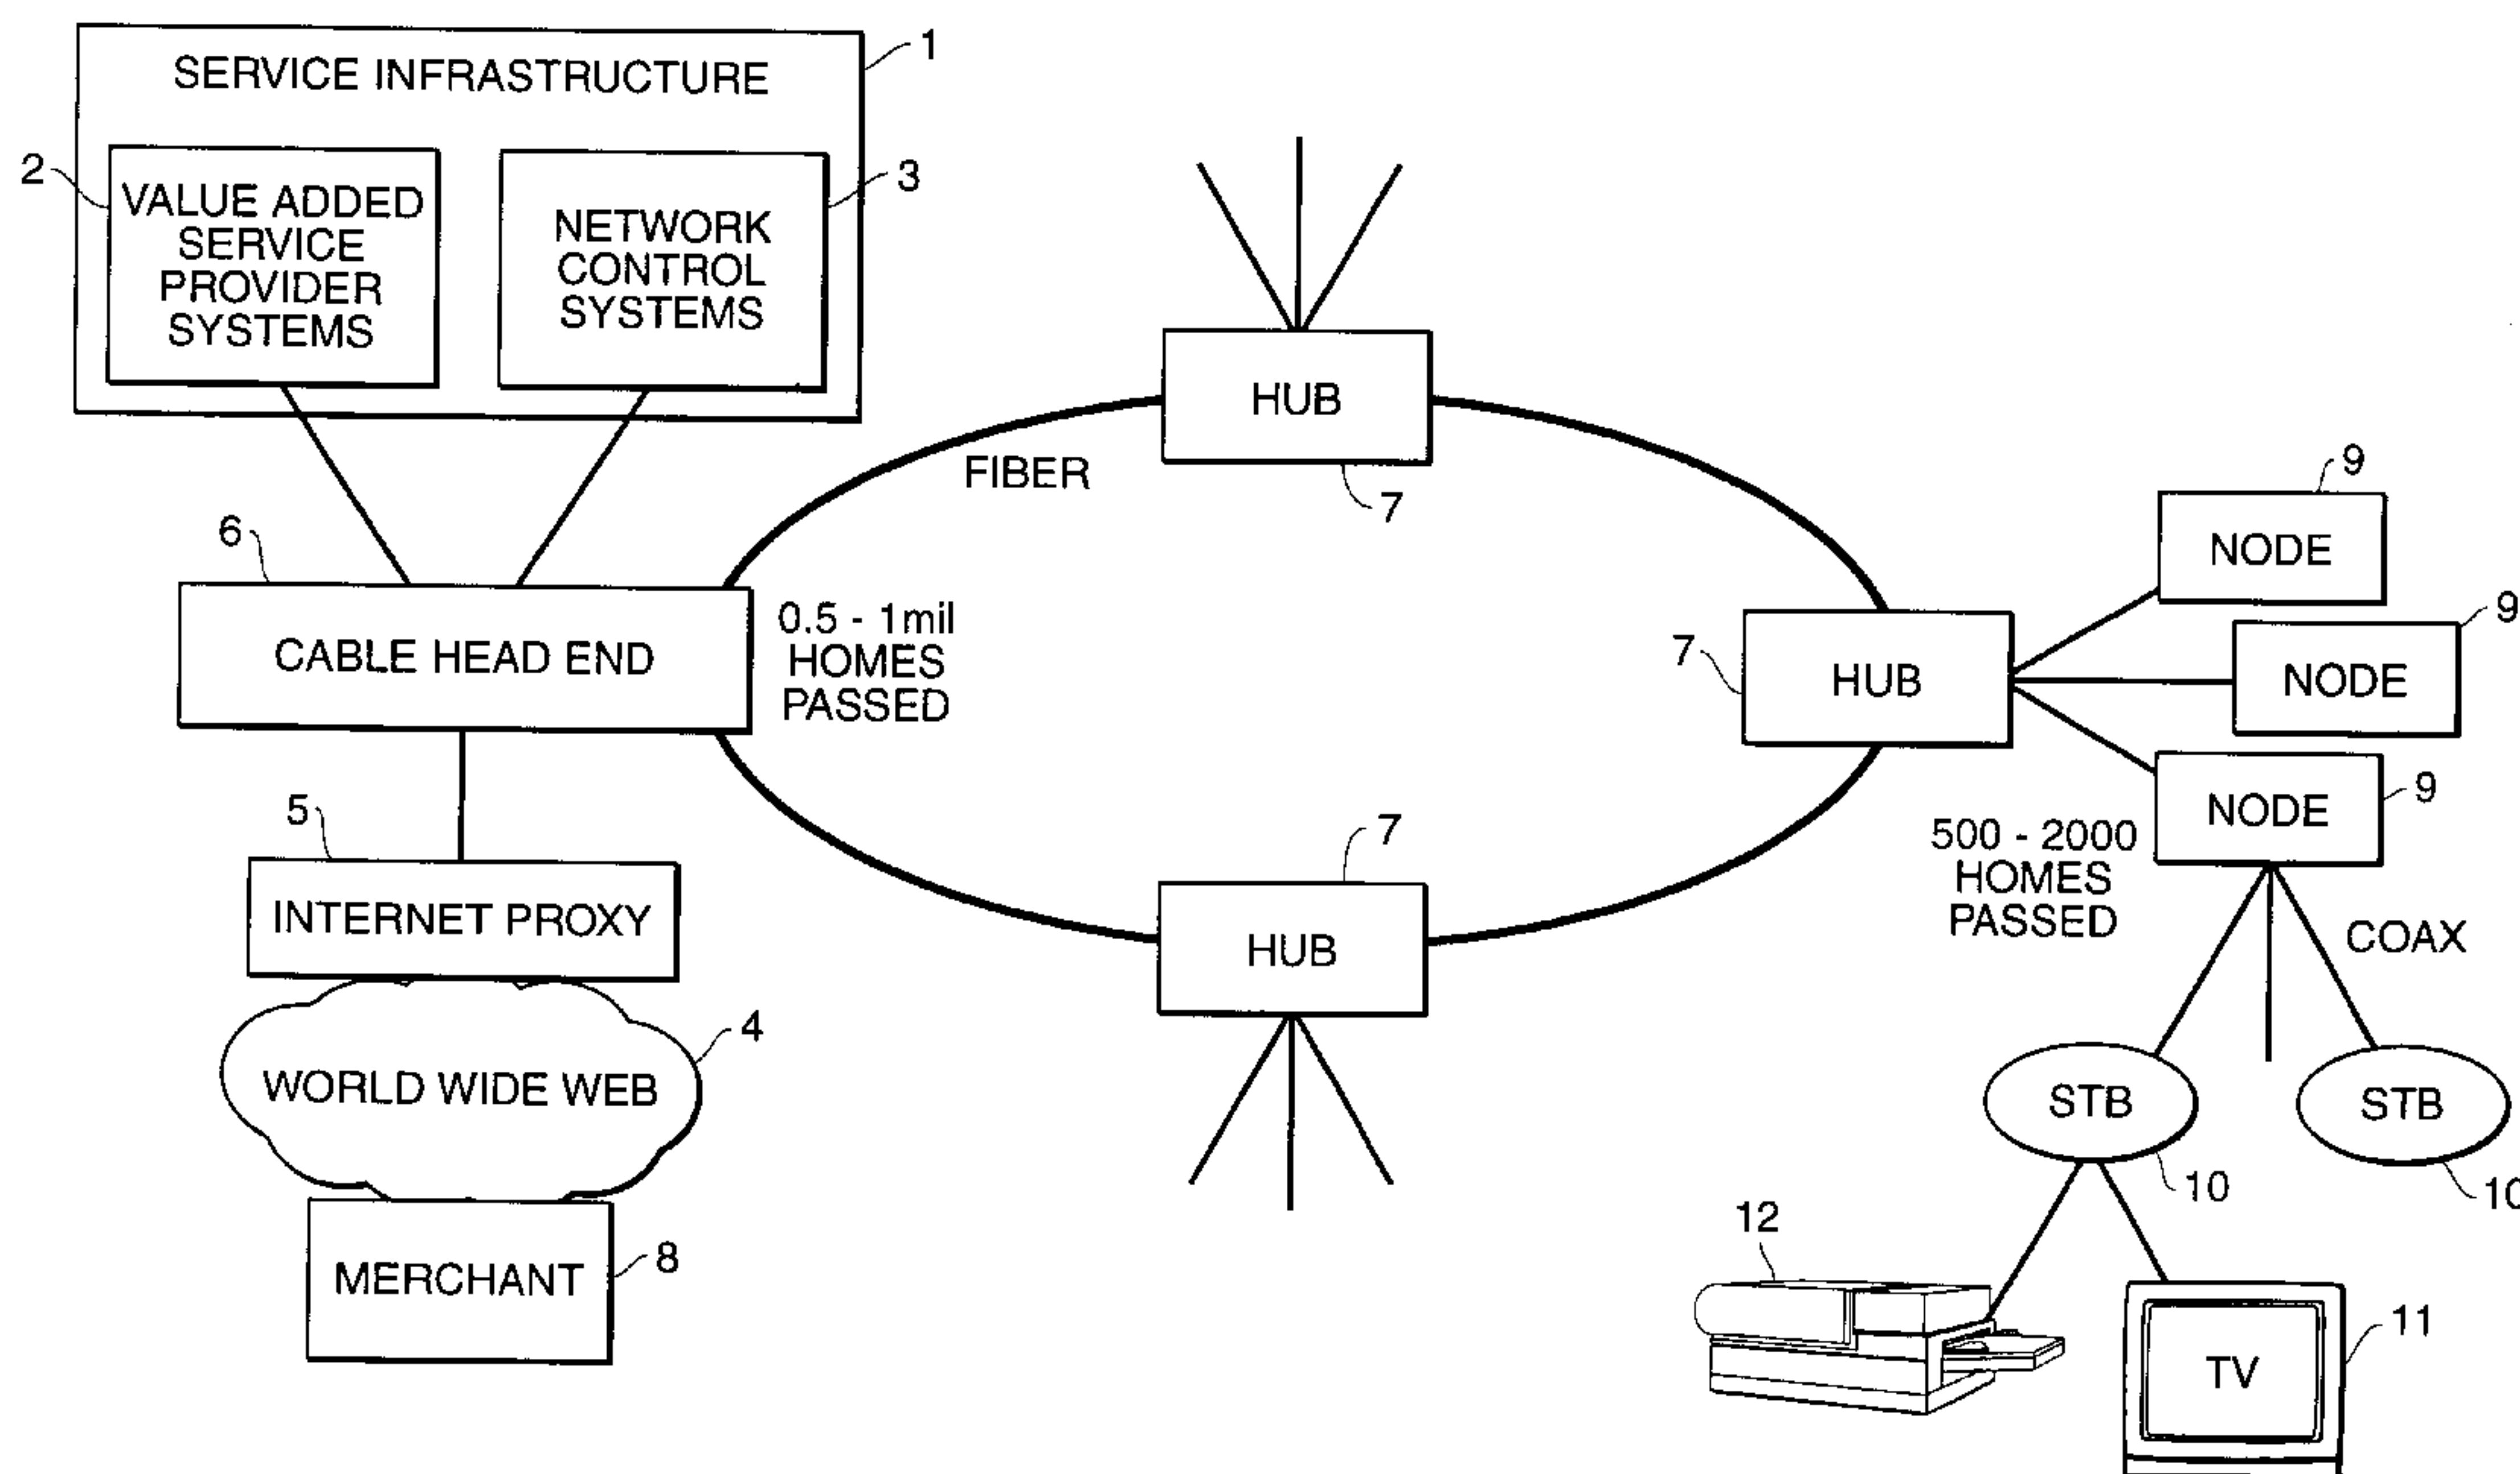 SERVICE INFRASTRUCTURE
1
2
VALUE ADDED
SERVICE
PROVIDER
SYSTEMS
3
NETWORK
CONTROL
SYSTEMS
HUB
7
FIBER
6
CABLE HEAD END
0.5 - 1mil
HOMES
PASSED
7
HUB
9
NODE
9
NODE
NODE
9
500 - 2000
HOMES
PASSED
COAX
5
INTERNET PROXY
7
HUB
4
WORLD WIDE WEB
STB
10
STB
10
MERCHANT
8
12
TV
11